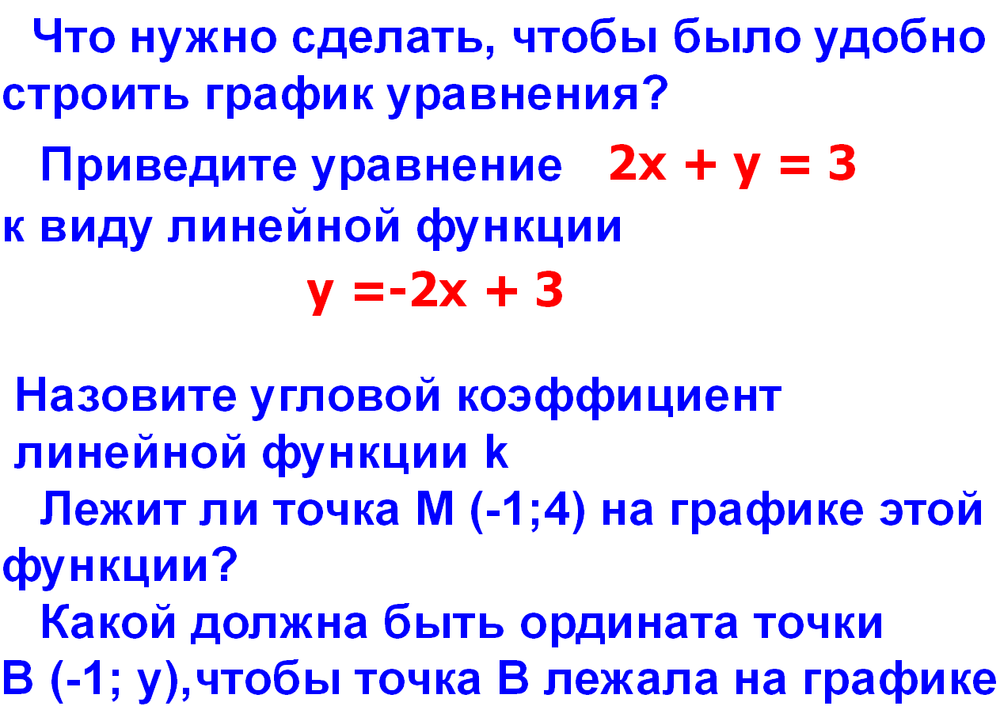 Что нужно сделать, чтобы было удобно
строить график уравнения?
Приведите уравнение 2x + y = 3
к виду линейной функции
y =-2x + 3
Назовите угловой коэффициент
линейной функции k
Лежит ли точка М (-1;4) на графике этой
функции?
Какой должна быть ордината точки
В (-1; у),чтобы точка В лежала на графике